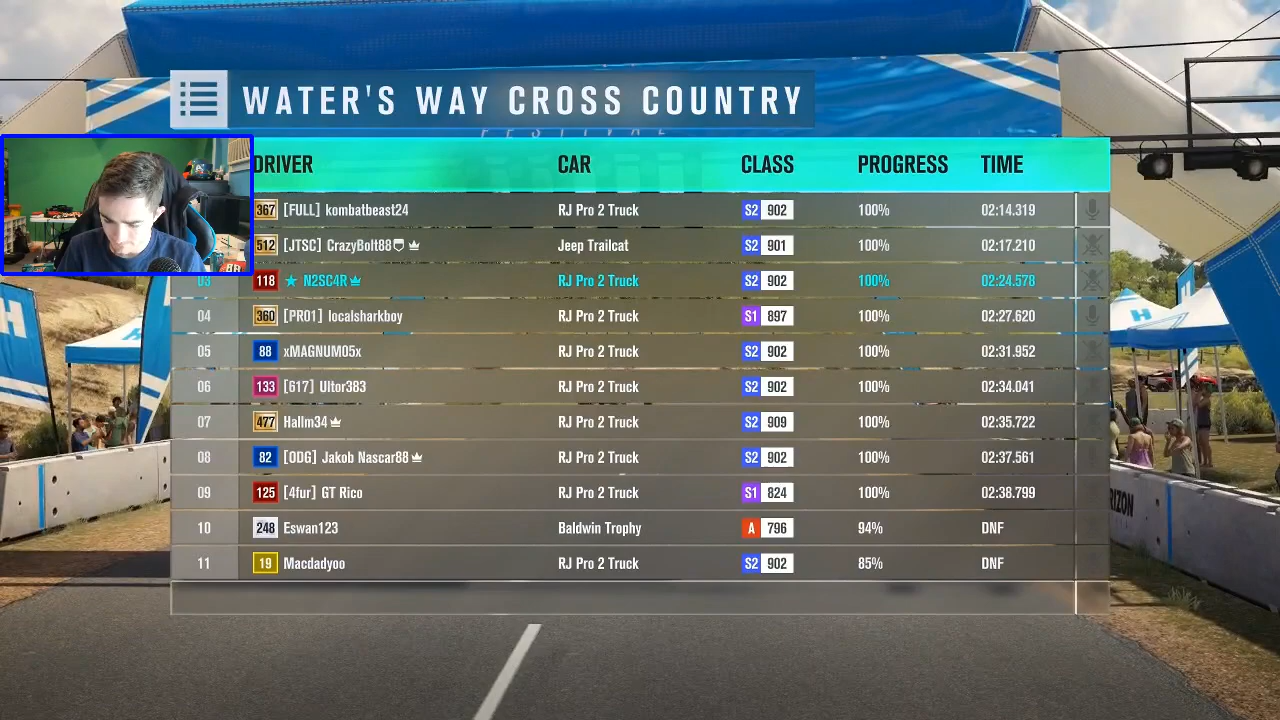 WATER'S WAY CROSS COUNTRY
FESTIVAL
DRIVER CAR CLASS PROGRESS TIME
367 [FULL] kombatbeast24 RJ Pro 2 Truck S2 902 100% 02:14.319
512 [JTSC] CrazyBolt88 Jeep Trailcat S2 901 100% 02:17.210
03 118 ★ N2SC4R RJ Pro 2 Truck S2 902 100% 02:24.578
04 360 [PRO1] localsharkboy RJ Pro 2 Truck S1 897 100% 02:27.620
05 88 xMAGNUM05x RJ Pro 2 Truck S2 902 100% 02:31.952
06 133 [617] Ultor383 RJ Pro 2 Truck S2 902 100% 02:34.041
07 477 Hallm34 RJ Pro 2 Truck S2 909 100% 02:35.722
08 82 [ODG] Jakob Nascar88 RJ Pro 2 Truck S2 902 100% 02:37.561
09 125 [4fur] GT Rico RJ Pro 2 Truck S1 824 100% 02:38.799
10 248 Eswan123 Baldwin Trophy A 796 94% DNF
11 19 Macdadyoo RJ Pro 2 Truck S2 902 85% DNF
H
H
H
RIZON